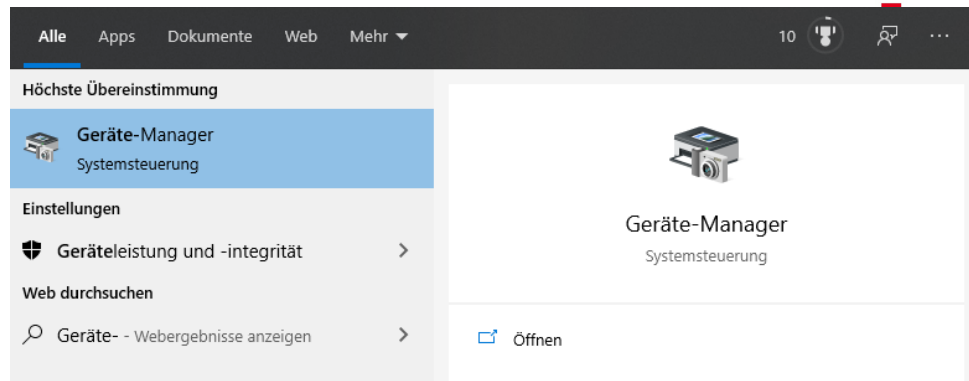 Alle Apps Dokumente Web Mehr 10 ...
Höchste Übereinstimmung
Geräte-Manager
Systemsteuerung
Einstellungen
Geräteleistung und -integrität
Web durchsuchen
Geräte- - Webergebnisse anzeigen
Geräte-Manager
Systemsteuerung
Öffnen